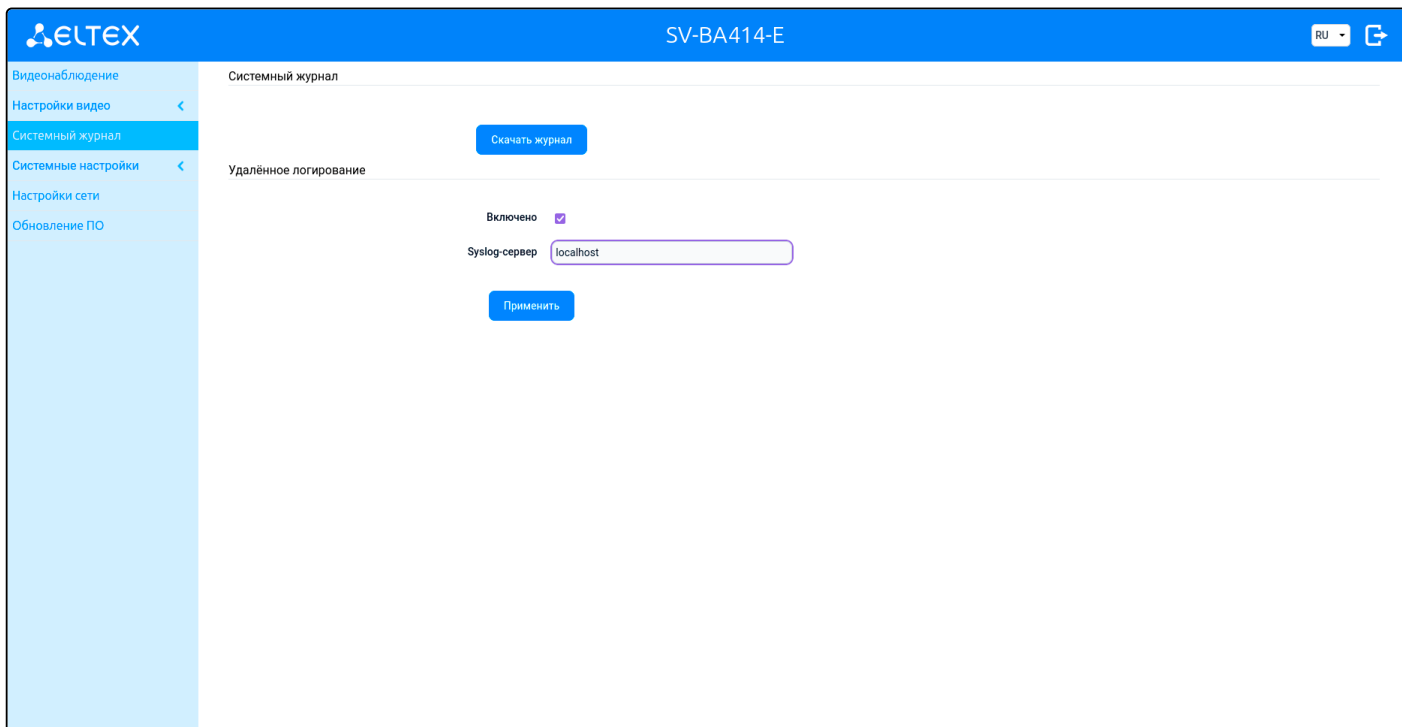 ELTEX
SV-BA414-E
RU
Видеонаблюдение
Настройки видео
Системный журнал
Системные настройки
Настройки сети
Обновление ПО
Системный журнал
Скачать журнал
Удалённое логирование
Включено
Syslog-сервер
localhost
Применить